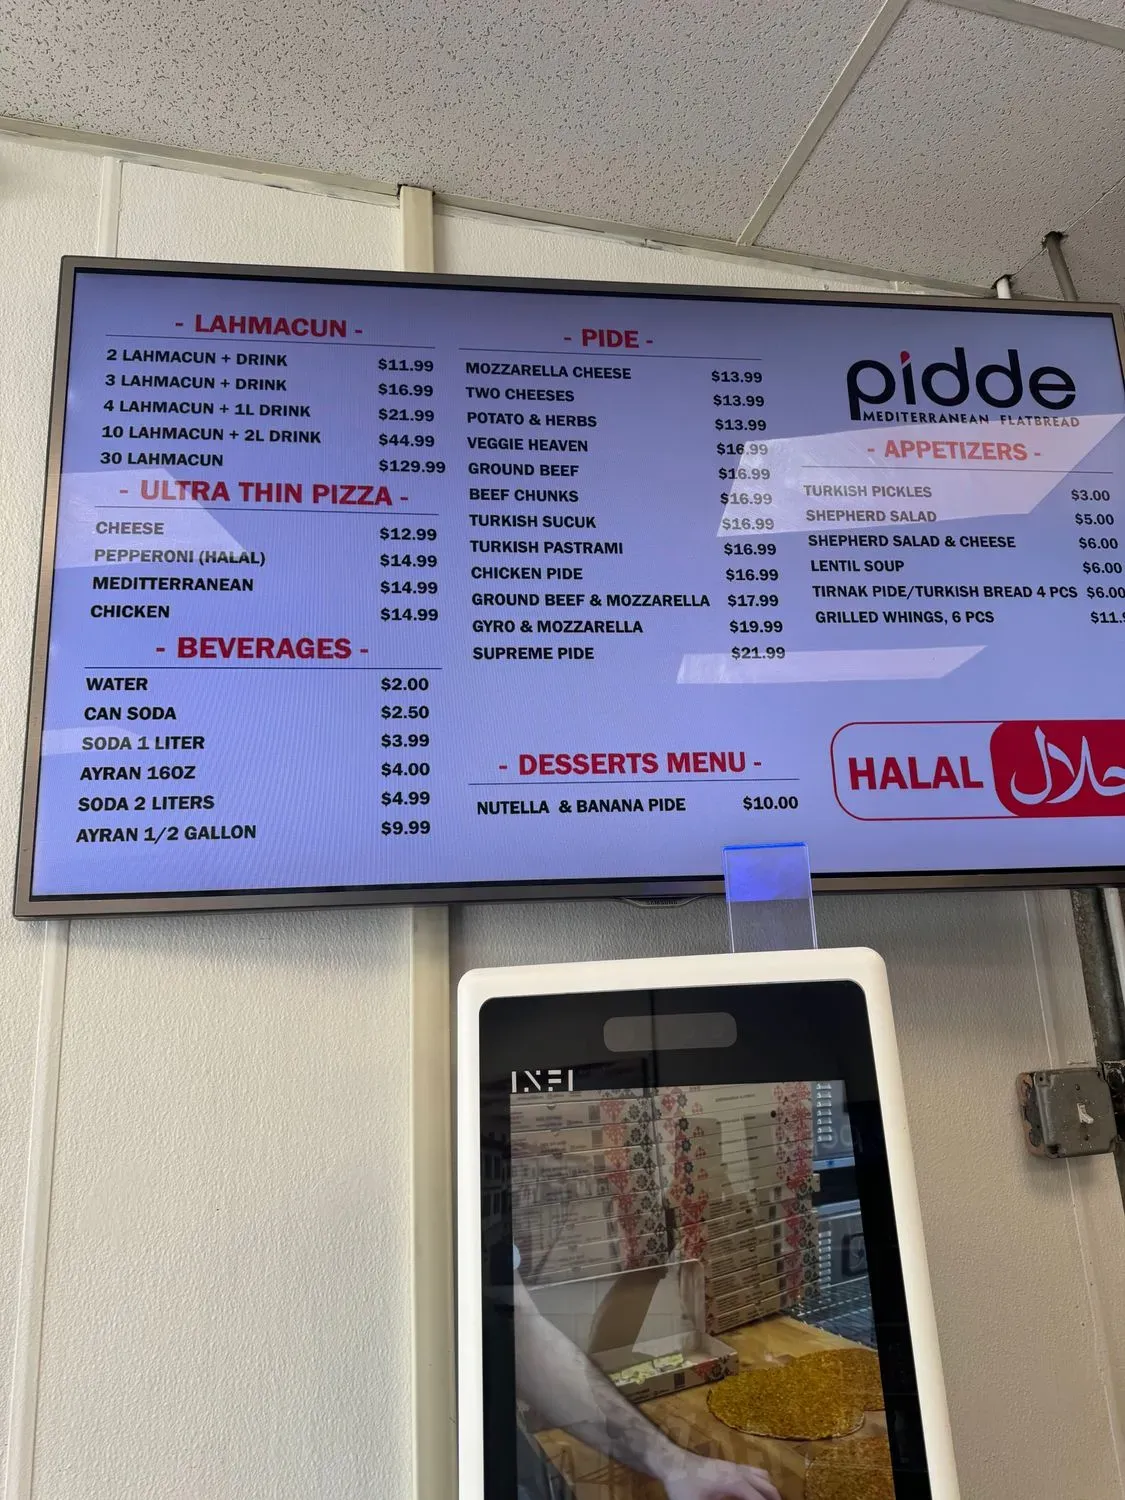 - LAHMACUN -
2 LAHMACUN + DRINK $11.99
3 LAHMACUN + DRINK $16.99
4 LAHMACUN + 1L DRINK $21.99
10 LAHMACUN + 2L DRINK $44.99
30 LAHMACUN $129.99
- ULTRA THIN PIZZA -
CHEESE $12.99
PEPPERONI (HALAL) $14.99
MEDITTERRANEAN $14.99
CHICKEN $14.99
- BEVERAGES -
WATER $2.00
CAN SODA $2.50
SODA 1 LITER $3.99
AYRAN 16OZ $4.00
SODA 2 LITERS $4.99
AYRAN 1/2 GALLON $9.99
- PIDE -
MOZZARELLA CHEESE $13.99
TWO CHEESES $13.99
POTATO & HERBS $13.99
VEGGIE HEAVEN $16.99
GROUND BEEF $16.99
BEEF CHUNKS $16.99
TURKISH SUCUK $16.99
TURKISH PASTRAMI $16.99
CHICKEN PIDE $16.99
GROUND BEEF & MOZZARELLA $17.99
GYRO & MOZZARELLA $19.99
SUPREME PIDE $21.99
- DESSERTS MENU -
NUTELLA & BANANA PIDE $10.00
pidde
MEDITERRANEAN FLATBREAD
- APPETIZERS -
TURKISH PICKLES $3.00
SHEPHERD SALAD $5.00
SHEPHERD SALAD & CHEESE $6.00
LENTIL SOUP $6.00
TIRNAK PIDE/TURKISH BREAD 4 PCS $6.00
GRILLED WHINGS, 6 PCS $11.9
HALAL حلال
SAMSUNG
INFI